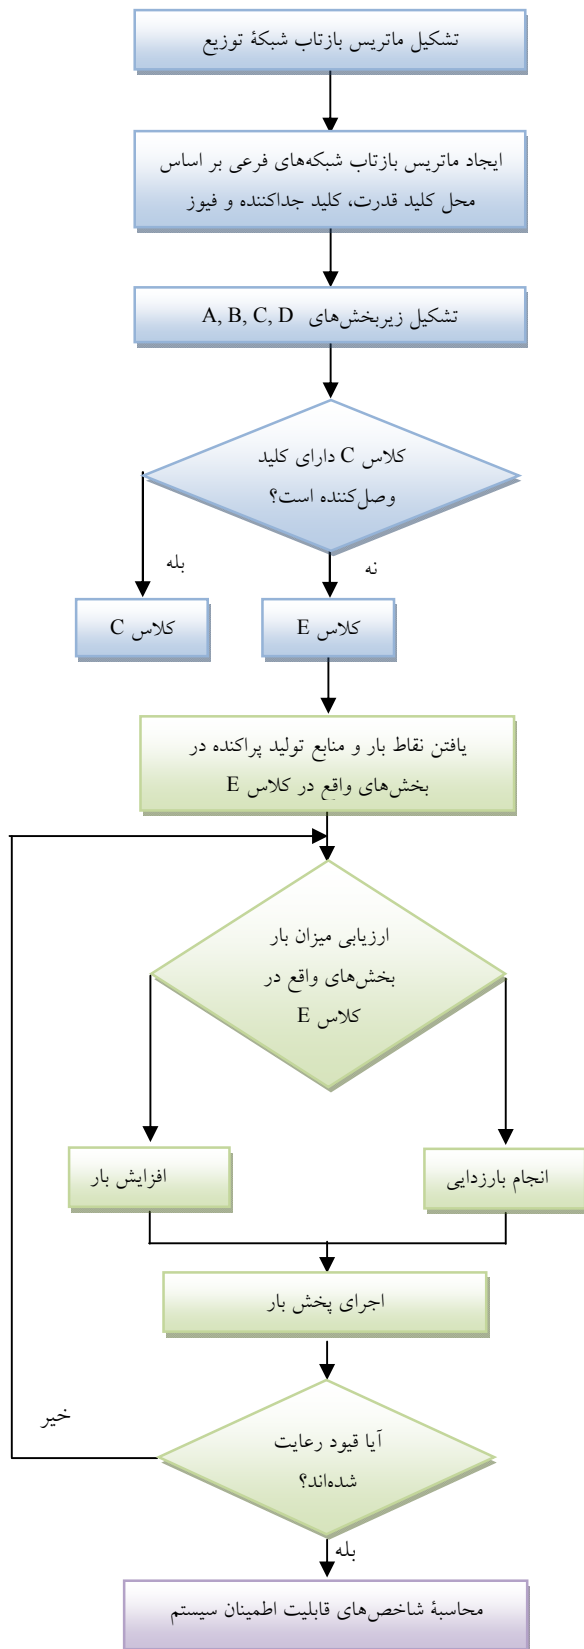 تشکیل ماتریس بازتاب شبکهٔ توزیع
ایجاد ماتریس بازتاب شبکه‌های فرعی بر اساس
محل کلید قدرت، کلید جداکننده و فیوز
تشکیل زیربخش‌های A, B, C, D
کلاس C دارای کلید
وصل‌کننده است؟
بله
نه
کلاس C
کلاس E
یافتن نقاط بار و منابع تولید پراکنده در
بخش‌های واقع در کلاس E
ارزیابی میزان بار
بخش‌های واقع در
کلاس E
افزایش بار
انجام بارزدایی
اجرای پخش بار
خیر
آیا قیود رعایت
شده‌اند؟
بله
محاسبهٔ شاخص‌های قابلیت اطمینان سیستم